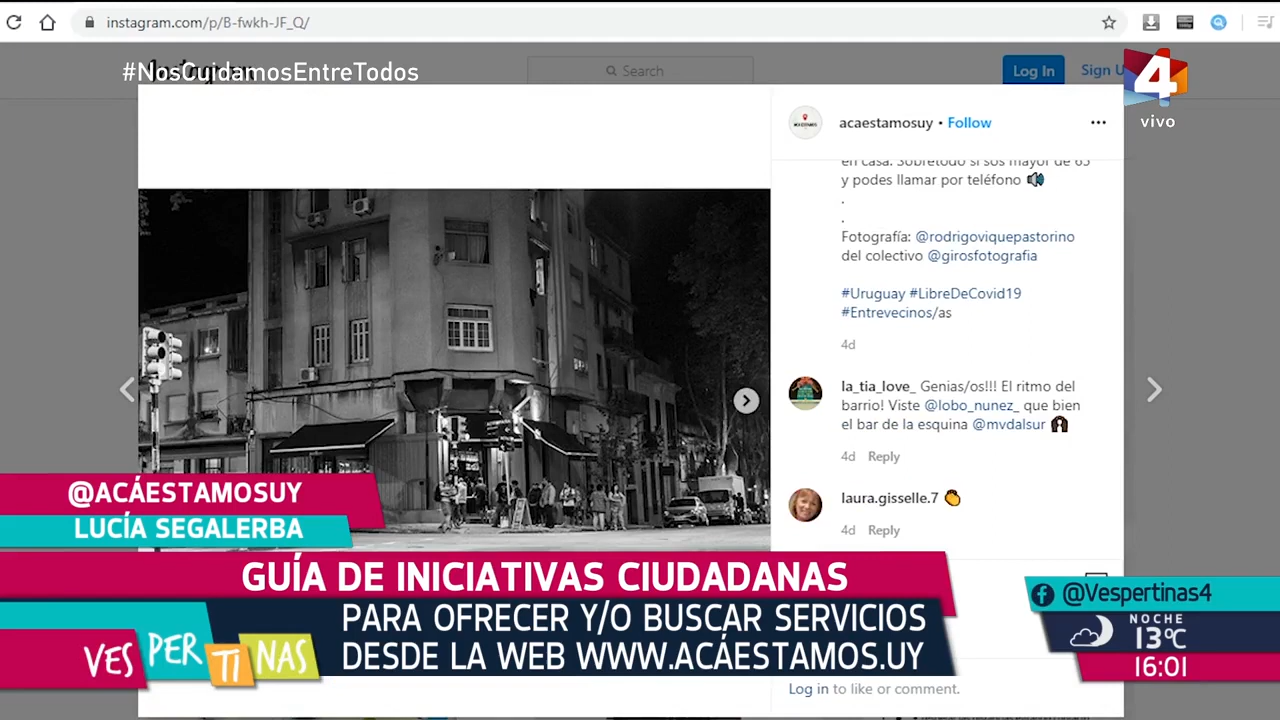 instagram.com/p/B-fwkh-JF_Q/
#NosCuidamosEntreTodos
Search
Log In
Sign U
4
vivo
acaestamosuy • Follow
en casa. Sobretodo si sos mayor de 65
y podes llamar por teléfono
.
.
Fotografía: @rodrigoviquepastorino
del colectivo @girosfotografia
#Uruguay #LibreDeCovid19
#Entrevecinos/as
4d
la_tia_love_ Genias/os!!! El ritmo del
barrio! Viste @lobo_nunez_ que bien
el bar de la esquina @mvdalsur
4d Reply
laura.gisselle.7
4d Reply
@ACÁESTAMOSUY
LUCÍA SEGALERBA
GUÍA DE INICIATIVAS CIUDADANAS
PARA OFRECER Y/O BUSCAR SERVICIOS
DESDE LA WEB WWW.ACÁESTAMOS.UY
VESPERTINAS
@Vespertinas4
NOCHE
13°C
16:01
Log in to like or comment.